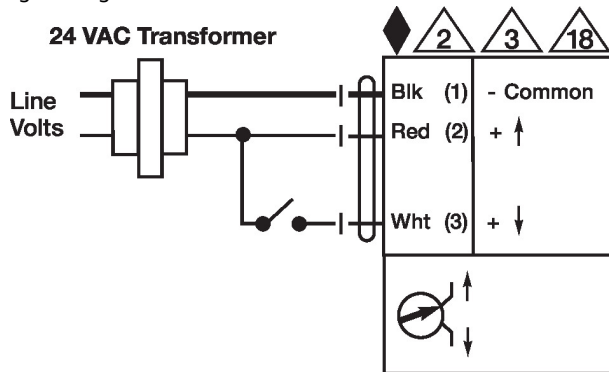 24 VAC Transformer
2
3
18
Line
Volts
Blk (1) - Common
Red (2) +
Wht (3) +